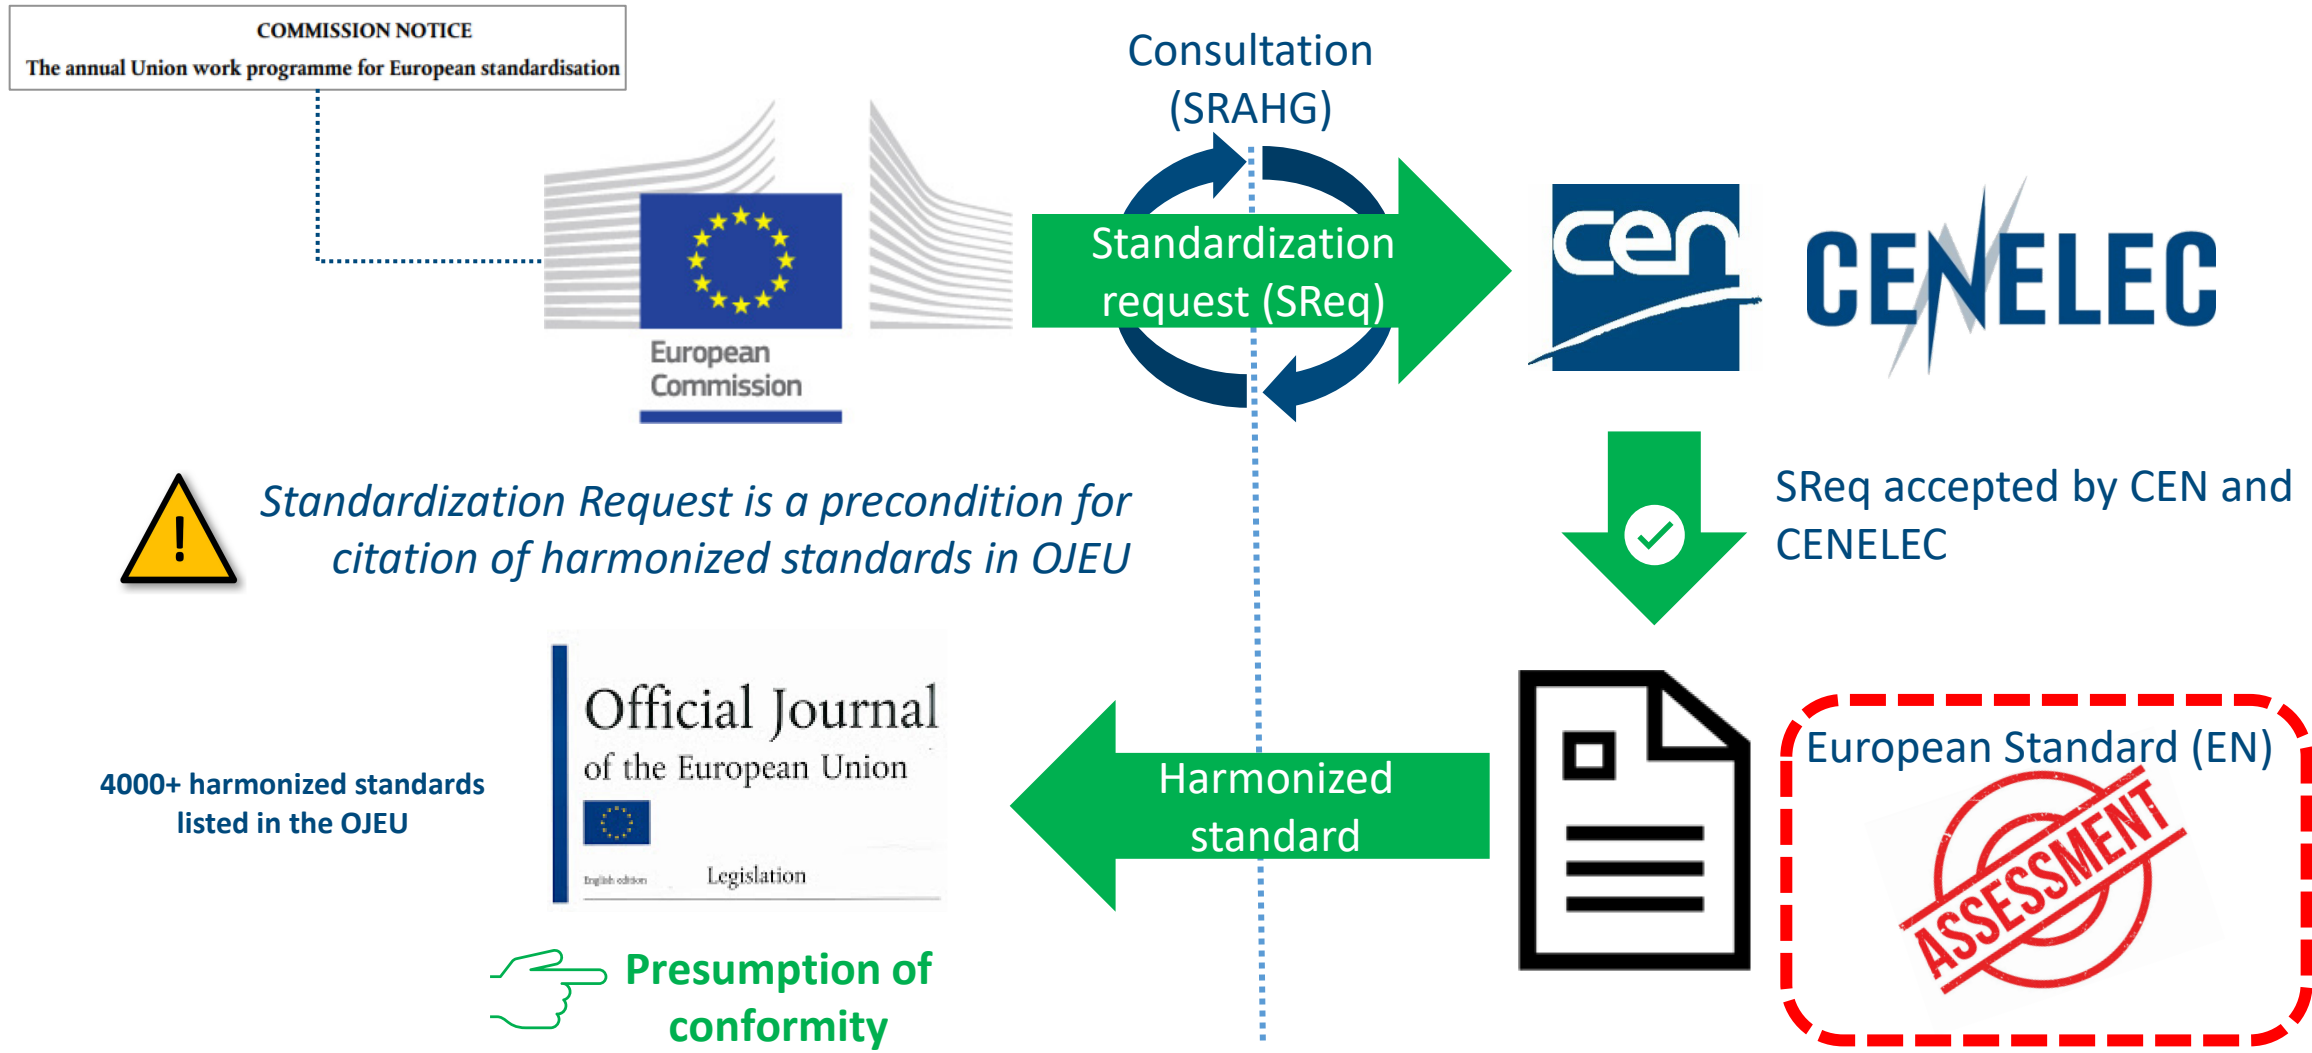 COMMISSION NOTICE
The annual Union work programme for European standardisation
Consultation
(SRAHG)
European
Commission
Standardization
request (SReq)
cen
CENELEC
!
Standardization Request is a precondition for
citation of harmonized standards in OJEU
SReq accepted by CEN and
CENELEC
4000+ harmonized standards
listed in the OJEU
Official Journal
of the European Union
English edition
Legislation
Harmonized
standard
European Standard (EN)
ASSESSMENT
Presumption of
conformity